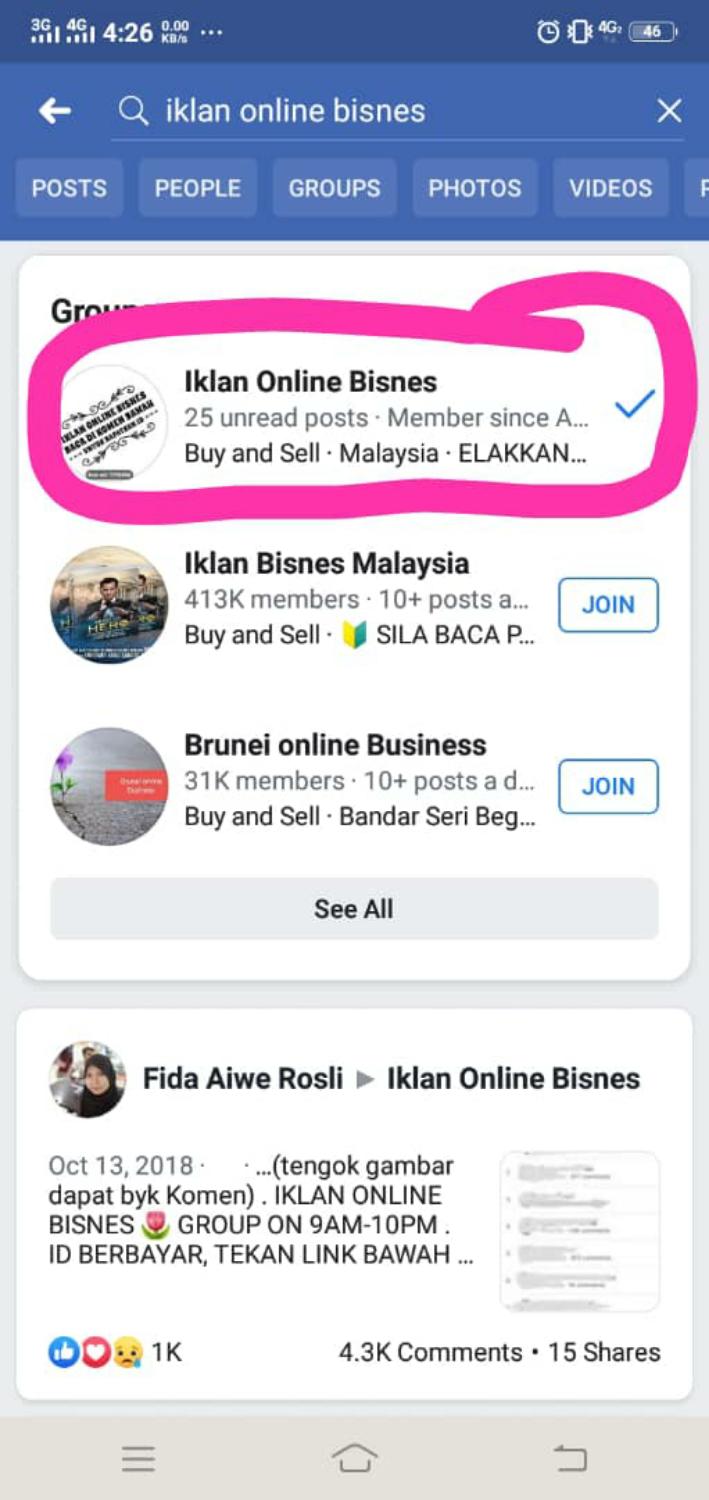 3G 4G 4:26 0.00 KB/s ... 4G2 46
iklan online bisnes
POSTS PEOPLE GROUPS PHOTOS VIDEOS
Iklan Online Bisnes
25 unread posts · Member since A...
Buy and Sell · Malaysia · ELAKKAN...
IKLAN ONLINE BISNES
BACA DI KOMEN BAWAH
Iklan Bisnes Malaysia
413K members · 10+ posts a...
Buy and Sell · 🔰 SILA BACA P...
JOIN
HERO
Brunei online Business
31K members · 10+ posts a d...
Buy and Sell · Bandar Seri Beg...
JOIN
Brunei online
Business
See All
Fida Aiwe Rosli ▶ Iklan Online Bisnes
Oct 13, 2018 · · ...(tengok gambar
dapat byk Komen) . IKLAN ONLINE
BISNES 🌷 GROUP ON 9AM-10PM .
ID BERBAYAR, TEKAN LINK BAWAH ...
1K 4.3K Comments • 15 Shares